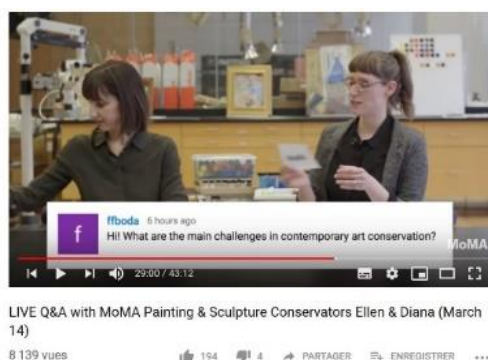 f
ffboda 6 hours ago
Hi! What are the main challenges in contemporary art conservation?
MoMA
29:00 / 43:12
LIVE Q&A with MoMA Painting & Sculpture Conservators Ellen & Diana (March
14)
8 139 vues 194 4 PARTAGER ENREGISTRER